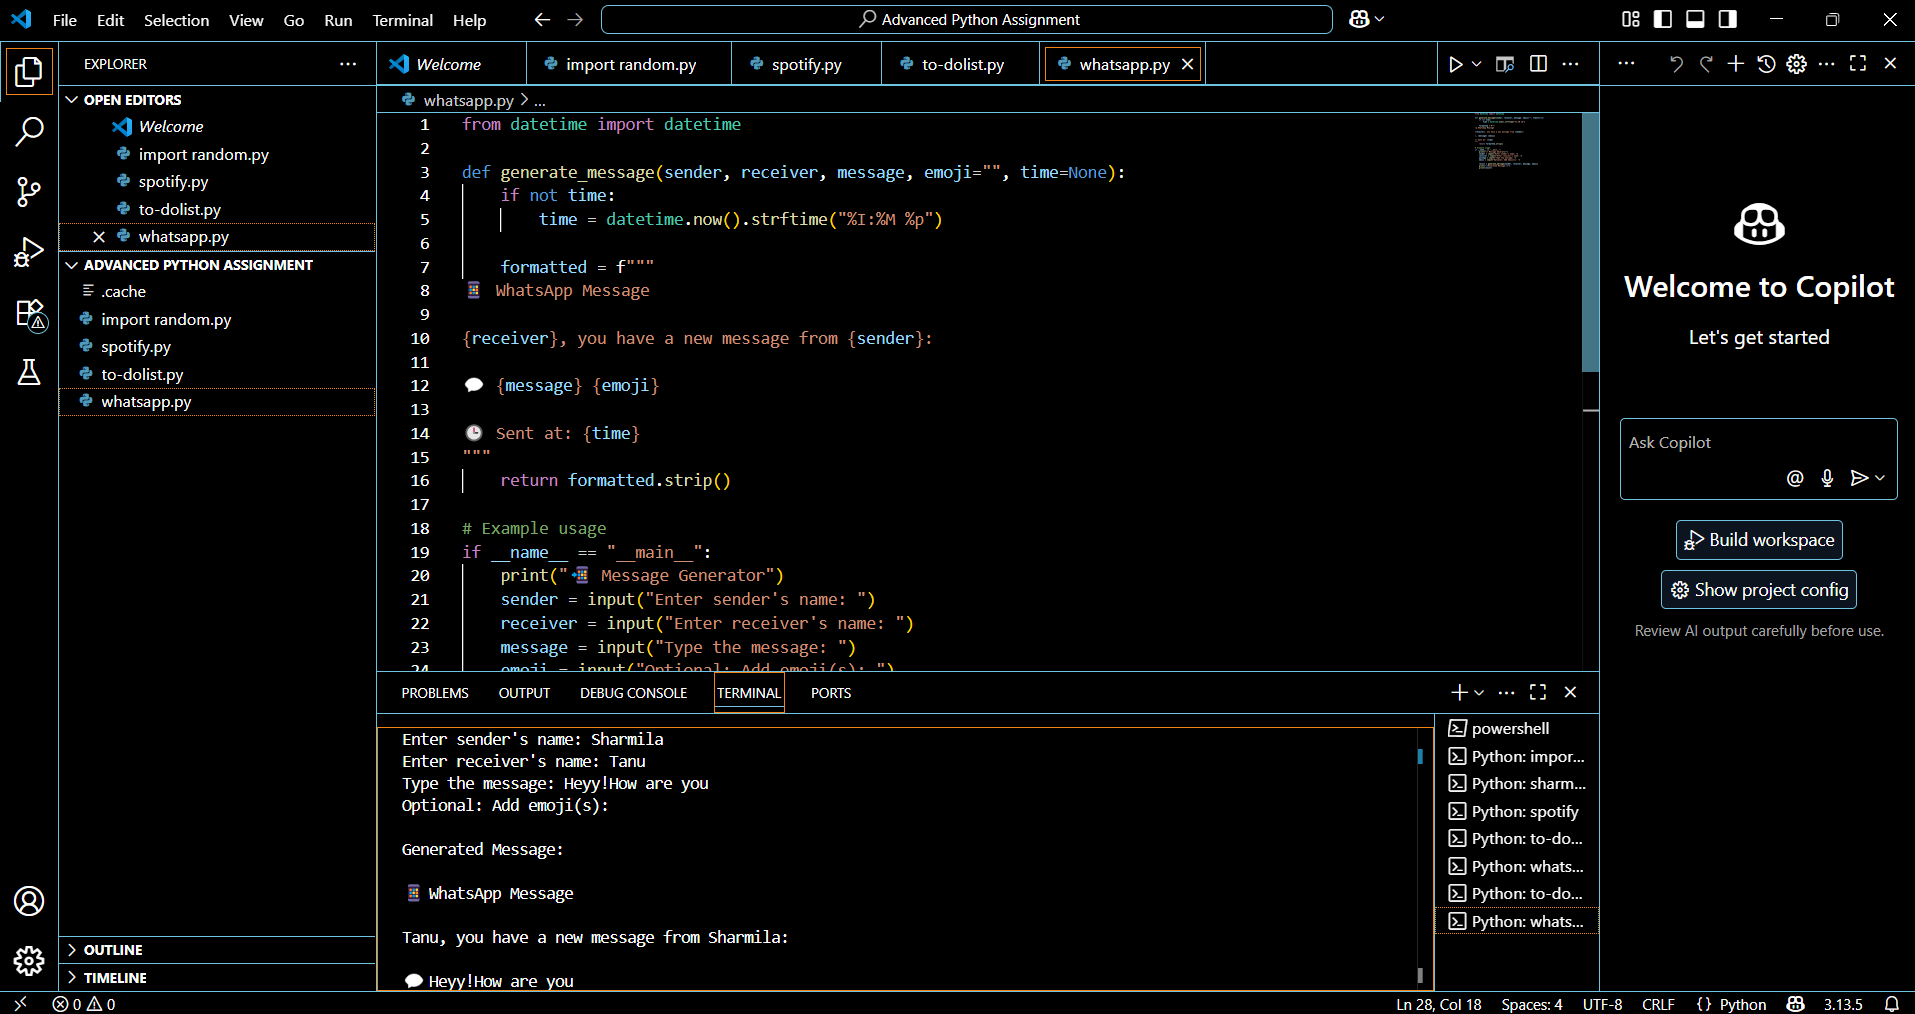 File Edit Selection View Go Run Terminal Help
Advanced Python Assignment
EXPLORER
OPEN EDITORS
Welcome
import random.py
spotify.py
to-dolist.py
whatsapp.py
ADVANCED PYTHON ASSIGNMENT
.cache
import random.py
spotify.py
to-dolist.py
whatsapp.py
OUTLINE
TIMELINE
Welcome import random.py spotify.py to-dolist.py whatsapp.py
whatsapp.py > ...
1 from datetime import datetime
2
3 def generate_message(sender, receiver, message, emoji="", time=None):
4 if not time:
5 time = datetime.now().strftime("%I:%M %p")
6
7 formatted = f"""
8 📱 WhatsApp Message
9
10 {receiver}, you have a new message from {sender}:
11
12 💬 {message} {emoji}
13
14 🕒 Sent at: {time}
15 """
16 return formatted.strip()
17
18 # Example usage
19 if __name__ == "__main__":
20 print("📲 Message Generator")
21 sender = input("Enter sender's name: ")
22 receiver = input("Enter receiver's name: ")
23 message = input("Type the message: ")
24 emoji = input("Optional: Add emoji(s): ")
PROBLEMS OUTPUT DEBUG CONSOLE TERMINAL PORTS
Enter sender's name: Sharmila
Enter receiver's name: Tanu
Type the message: Heyy!How are you
Optional: Add emoji(s):
Generated Message:
📱 WhatsApp Message
Tanu, you have a new message from Sharmila:
💬 Heyy!How are you
powershell
Python: impor...
Python: sharm...
Python: spotify
Python: to-do...
Python: whats...
Python: to-do...
Python: whats...
Welcome to Copilot
Let's get started
Ask Copilot
Build workspace
Show project config
Review AI output carefully before use.
0 0
Ln 28, Col 18 Spaces: 4 UTF-8 CRLF {} Python 3.13.5